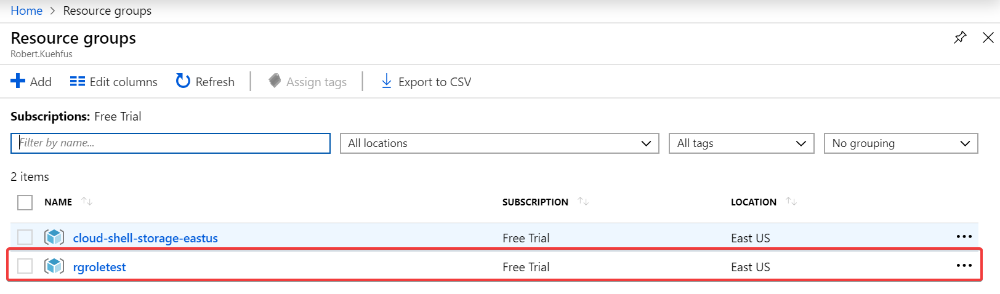 Home > Resource groups
Resource groups
Robert.Kuehfus
Add Edit columns Refresh Assign tags Export to CSV
Subscriptions: Free Trial
Filter by name... All locations All tags No grouping
2 items
NAME SUBSCRIPTION LOCATION
cloud-shell-storage-eastus Free Trial East US
rgroletest Free Trial East US